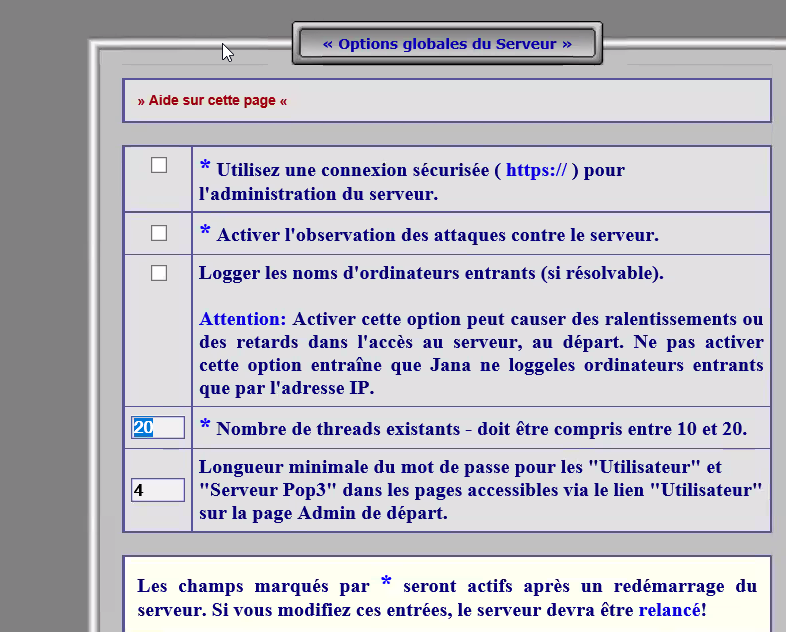 « Options globales du Serveur »
» Aide sur cette page «
* Utilisez une connexion sécurisée ( https:// ) pour
l'administration du serveur.
* Activer l'observation des attaques contre le serveur.
Logger les noms d'ordinateurs entrants (si résolvable).
Attention: Activer cette option peut causer des ralentissements ou
des retards dans l'accès au serveur, au départ. Ne pas activer
cette option entraîne que Jana ne loggeles ordinateurs entrants
que par l'adresse IP.
20 * Nombre de threads existants - doit être compris entre 10 et 20.
Longueur minimale du mot de passe pour les "Utilisateur" et
4 "Serveur Pop3" dans les pages accessibles via le lien "Utilisateur"
sur la page Admin de départ.
Les champs marqués par * seront actifs après un redémarrage du
serveur. Si vous modifiez ces entrées, le serveur devra être relancé!